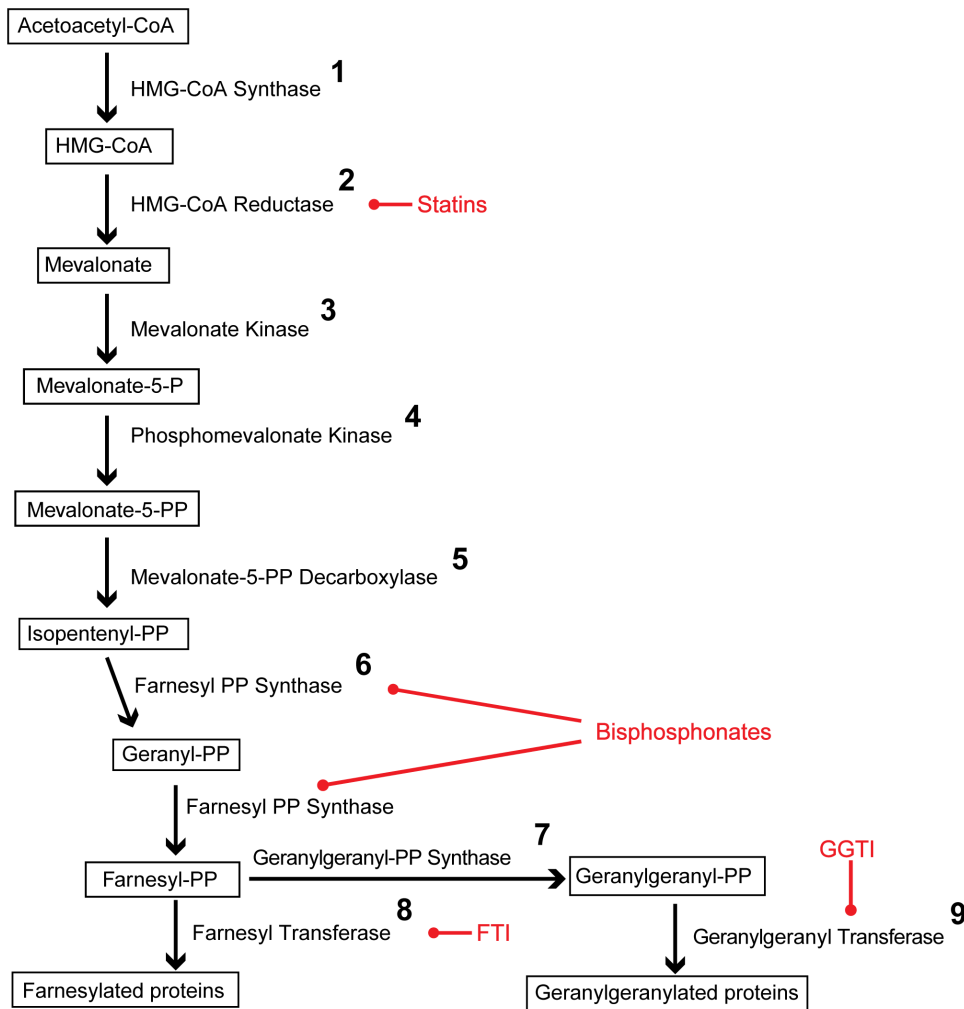 Acetoacetyl-CoA
1
HMG-CoA Synthase
HMG-CoA
2
HMG-CoA Reductase
Statins
Mevalonate
3
Mevalonate Kinase
Mevalonate-5-P
4
Phosphomevalonate Kinase
Mevalonate-5-PP
5
Mevalonate-5-PP Decarboxylase
Isopentenyl-PP
6
Farnesyl PP Synthase
Bisphosphonates
Geranyl-PP
Farnesyl PP Synthase
7
Geranylgeranyl-PP Synthase
GGTI
Farnesyl-PP
Geranylgeranyl-PP
8
Farnesyl Transferase
FTI
9
Geranylgeranyl Transferase
Farnesylated proteins
Geranylgeranylated proteins